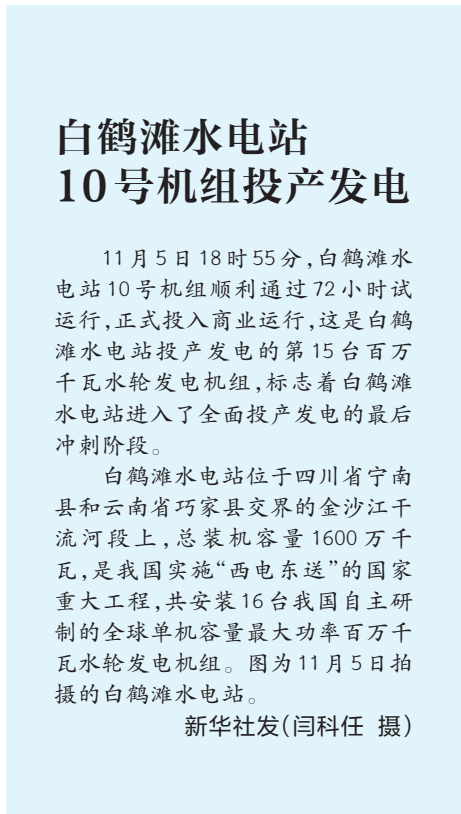 白鹤滩水电站
10号机组投产发电
11月5日18时55分,白鹤滩水
电站10号机组顺利通过72小时试
运行,正式投入商业运行,这是白鹤
滩水电站投产发电的第15台百万
千瓦水轮发电机组,标志着白鹤滩
水电站进入了全面投产发电的最后
冲刺阶段。
白鹤滩水电站位于四川省宁南
县和云南省巧家县交界的金沙江干
流河段上,总装机容量1600万千
瓦,是我国实施“西电东送”的国家
重大工程,共安装16台我国自主研
制的全球单机容量最大功率百万千
瓦水轮发电机组。图为11月5日拍
摄的白鹤滩水电站。
新华社发(闫科任 摄)